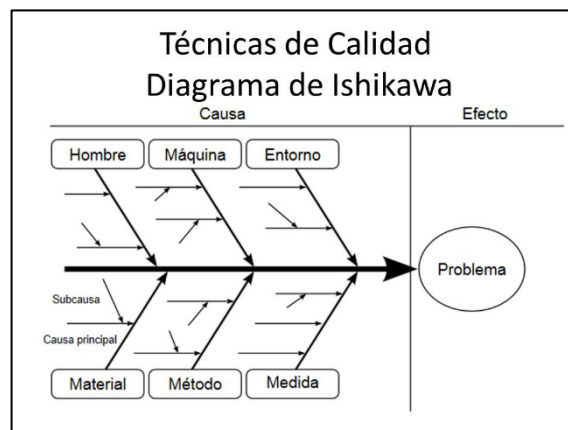 Técnicas de Calidad
Diagrama de Ishikawa
Causa
Efecto
Hombre
Máquina
Entorno
Problema
Subcausa
Causa principal
Material
Método
Medida